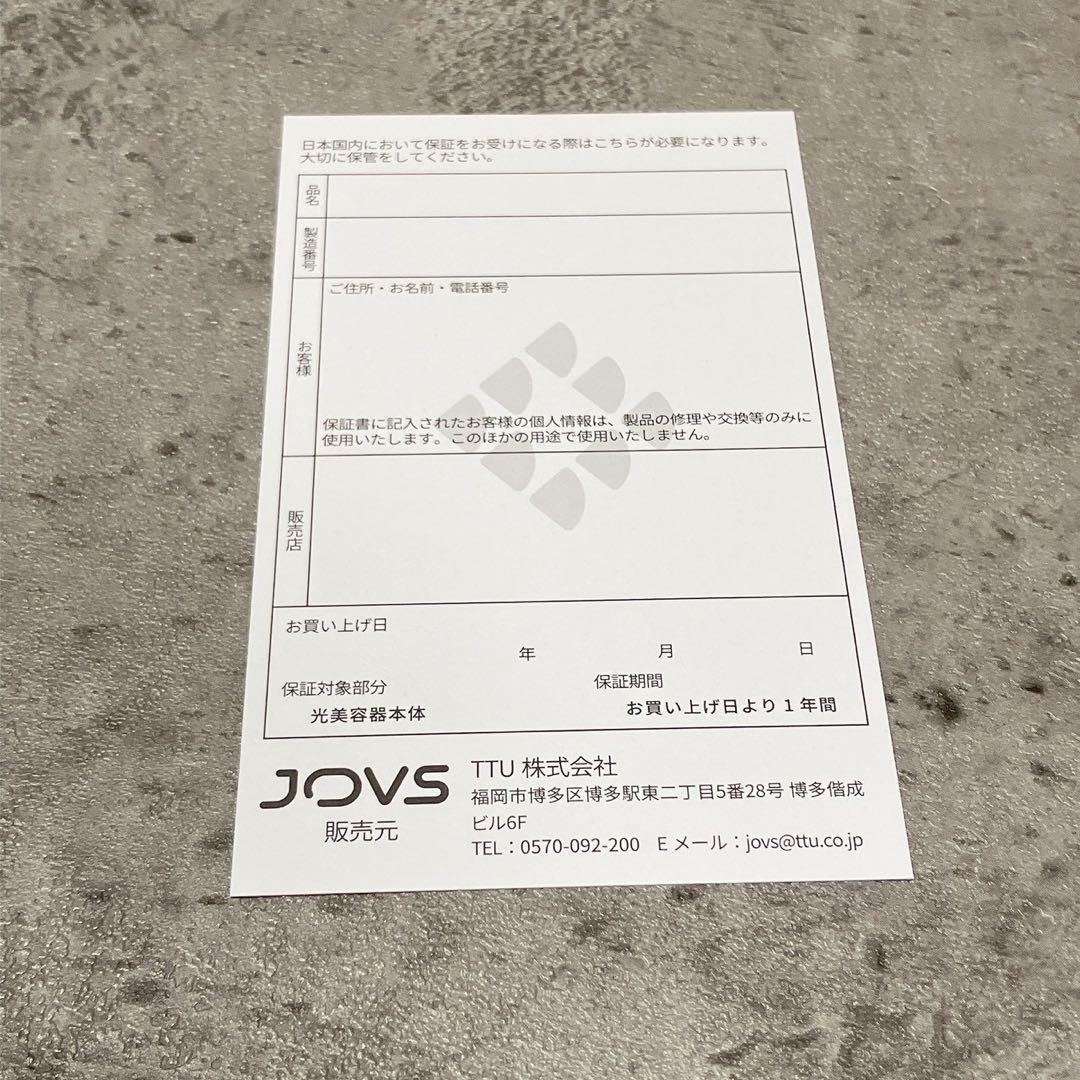 日本国内において保証をお受けになる際はこちらが必要になります。
大切に保管をしてください。
品名
製造番号
ご住所・お名前・電話番号
お客様
保証書に記入されたお客様の個人情報は、製品の修理や交換等のみに
使用いたします。このほかの用途で使用いたしません。
販売店
お買い上げ日
年 月 日
保証対象部分 保証期間
光美容器本体 お買い上げ日より1年間
JOVS
販売元
TTU 株式会社
福岡市博多区博多駅東二丁目5番28号 博多偕成
ビル6F
TEL：0570-092-200 E メール：jovs@ttu.co.jp